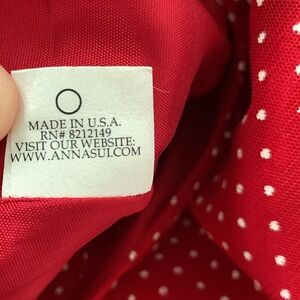 MADE IN U.S.A.
RN# 8212149
VISIT OUR WEBSITE:
WWW.ANNASUI.COM